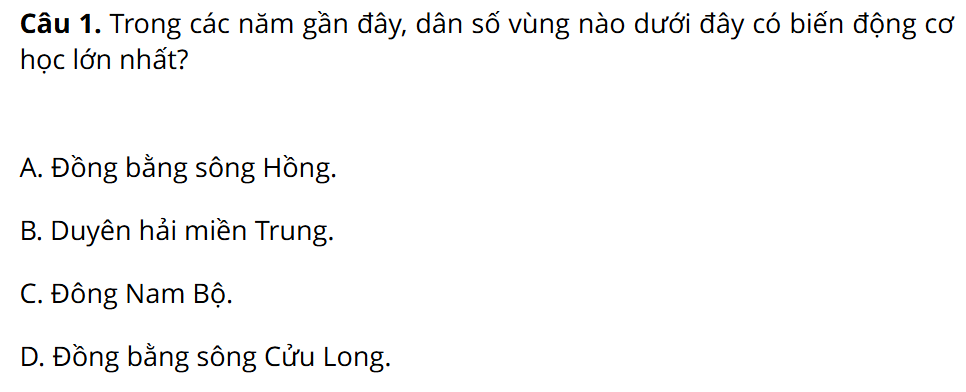 Câu 1. Trong các năm gần đây, dân số vùng nào dưới đây có biến động cơ
học lớn nhất?
A. Đồng bằng sông Hồng.
B. Duyên hải miền Trung.
C. Đông Nam Bộ.
D. Đồng bằng sông Cửu Long.